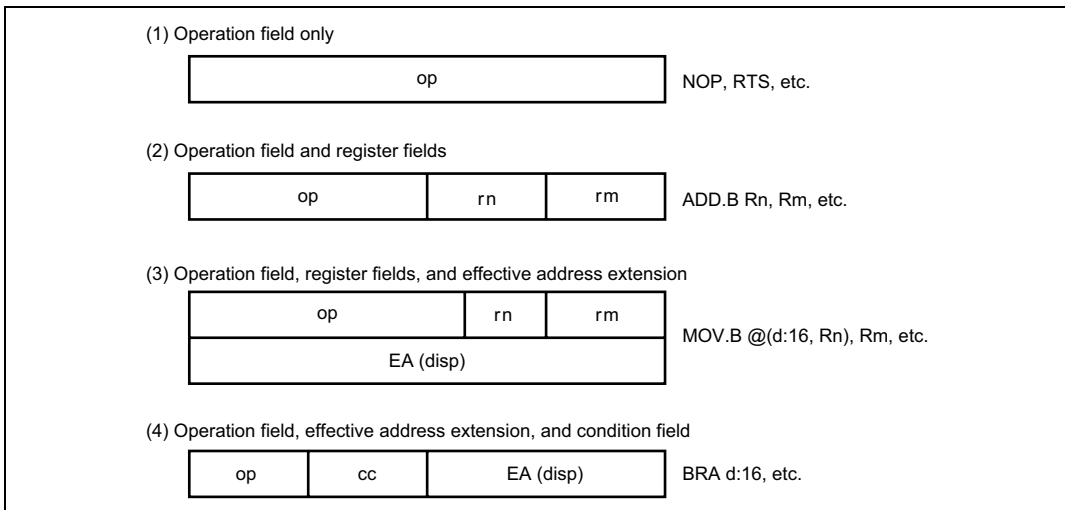 (1) Operation field only
op
NOP, RTS, etc.
(2) Operation field and register fields
op rn rm
ADD.B Rn, Rm, etc.
(3) Operation field, register fields, and effective address extension
op rn rm
EA (disp)
MOV.B @(d:16, Rn), Rm, etc.
(4) Operation field, effective address extension, and condition field
op cc EA (disp)
BRA d:16, etc.